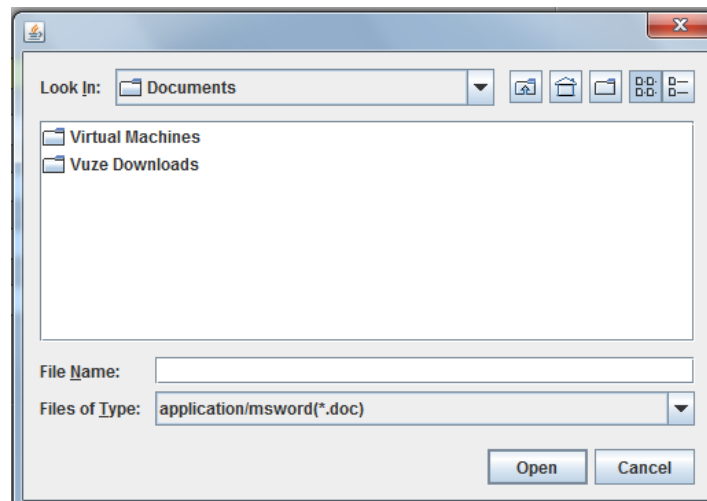 Look In: Documents
Virtual Machines
Vuze Downloads
File Name:
Files of Type: application/msword(*.doc)
Open Cancel